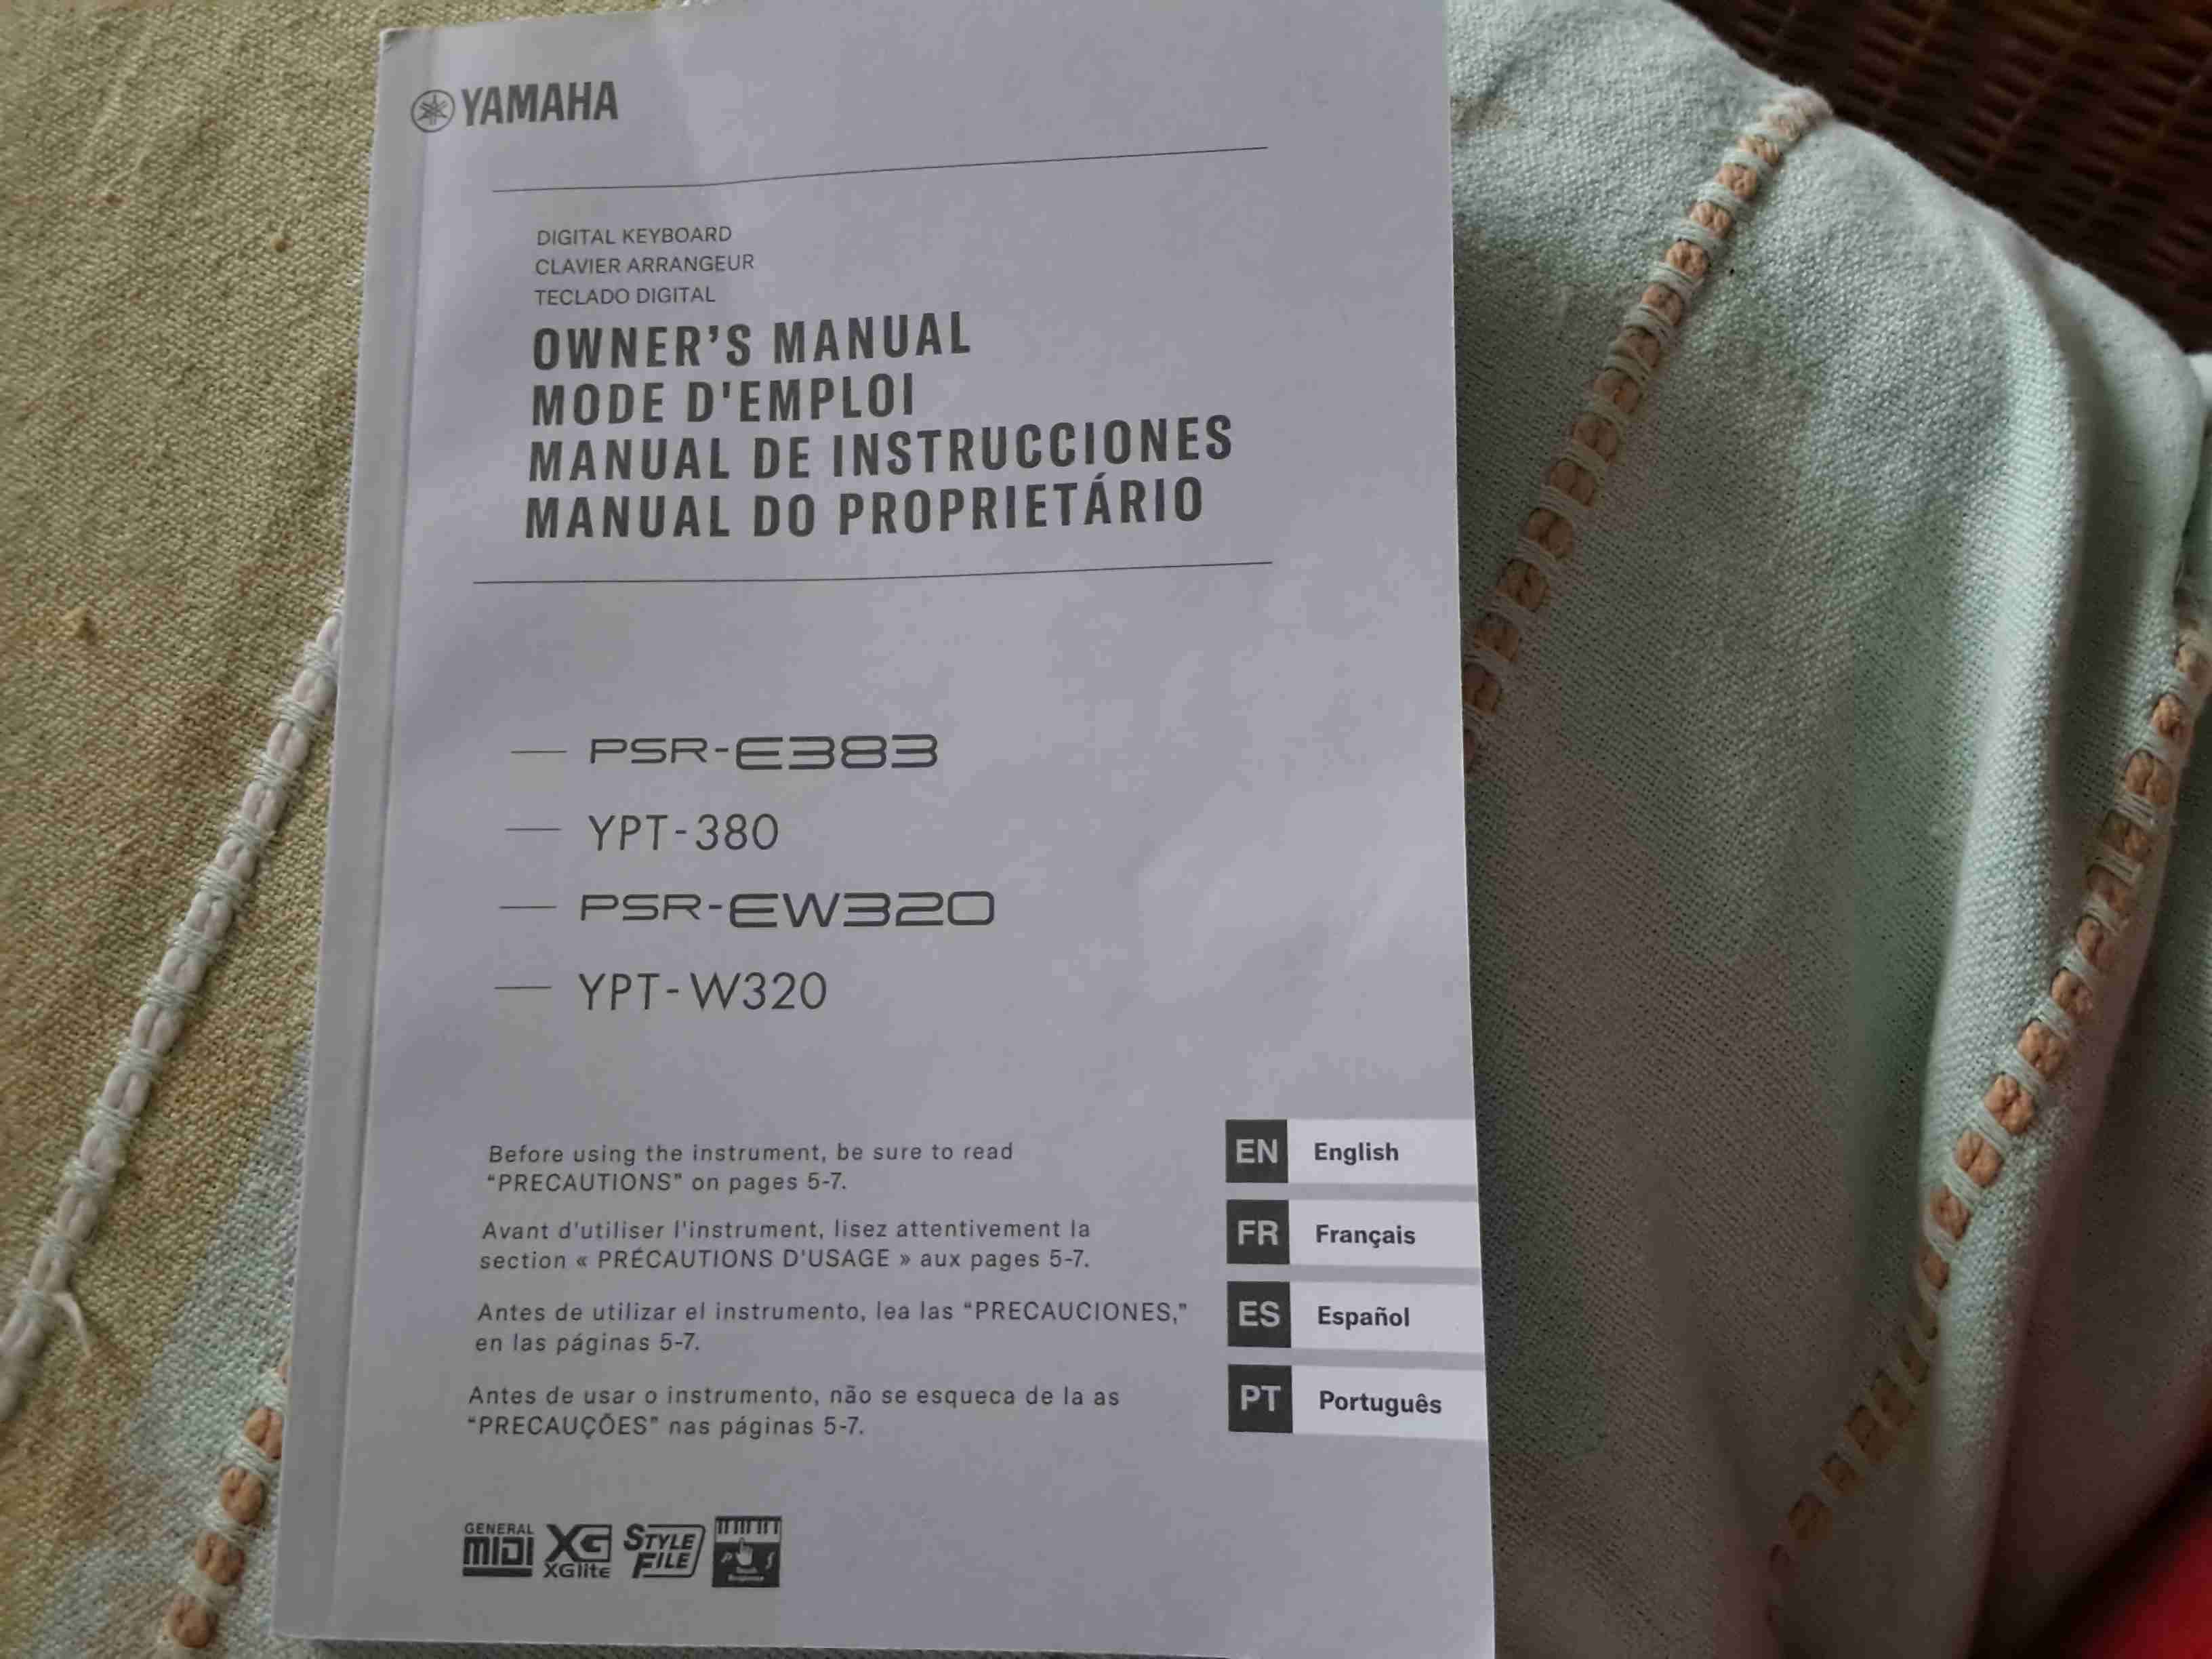 YAMAHA
DIGITAL KEYBOARD
CLAVIER ARRANGEUR
TECLADO DIGITAL
OWNER'S MANUAL
MODE D'EMPLOI
MANUAL DE INSTRUCCIONES
MANUAL DO PROPRIETÁRIO
PSR-E383
YPT-380
PSR-EW320
YPT-W320
Before using the instrument, be sure to read
“PRECAUTIONS” on pages 5-7.
Avant d'utiliser l'instrument, lisez attentivement la
section « PRÉCAUTIONS D'USAGE » aux pages 5-7.
Antes de utilizar el instrumento, lea las “PRECAUCIONES,”
en las páginas 5-7.
Antes de usar o instrumento, não se esqueca de la as
“PRECAUÇÕES” nas páginas 5-7.
EN English
FR Français
ES Español
PT Português
GENERAL
MIDI
XG
XGlite
STYLE
FILE